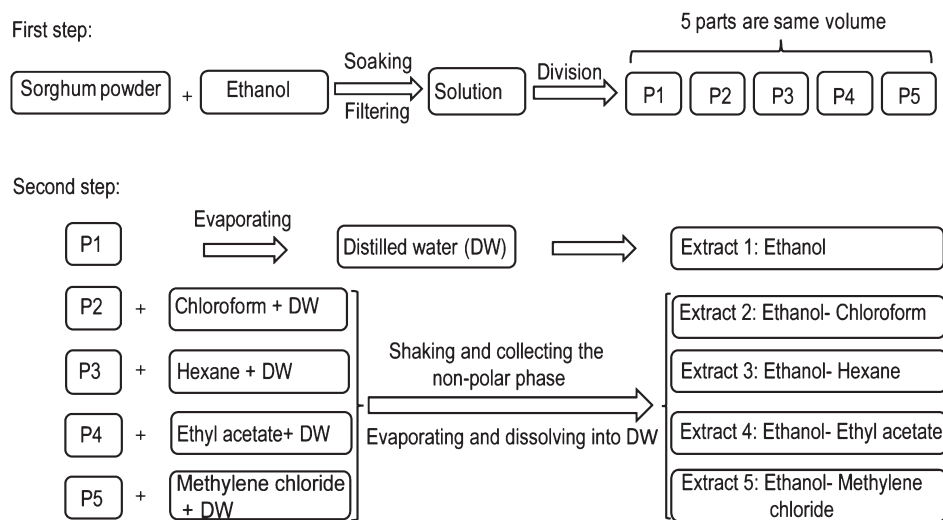 First step:
5 parts are same volume
Sorghum powder + Ethanol Soaking Filtering Solution Division P1 P2 P3 P4 P5
Second step:
P1 Evaporating Distilled water (DW) Extract 1: Ethanol
P2 + Chloroform + DW Extract 2: Ethanol- Chloroform
Shaking and collecting the
non-polar phase
P3 + Hexane + DW Extract 3: Ethanol- Hexane
Evaporating and dissolving into DW
P4 + Ethyl acetate+ DW Extract 4: Ethanol- Ethyl acetate
P5 + Methylene chloride
+ DW
Extract 5: Ethanol- Methylene
chloride